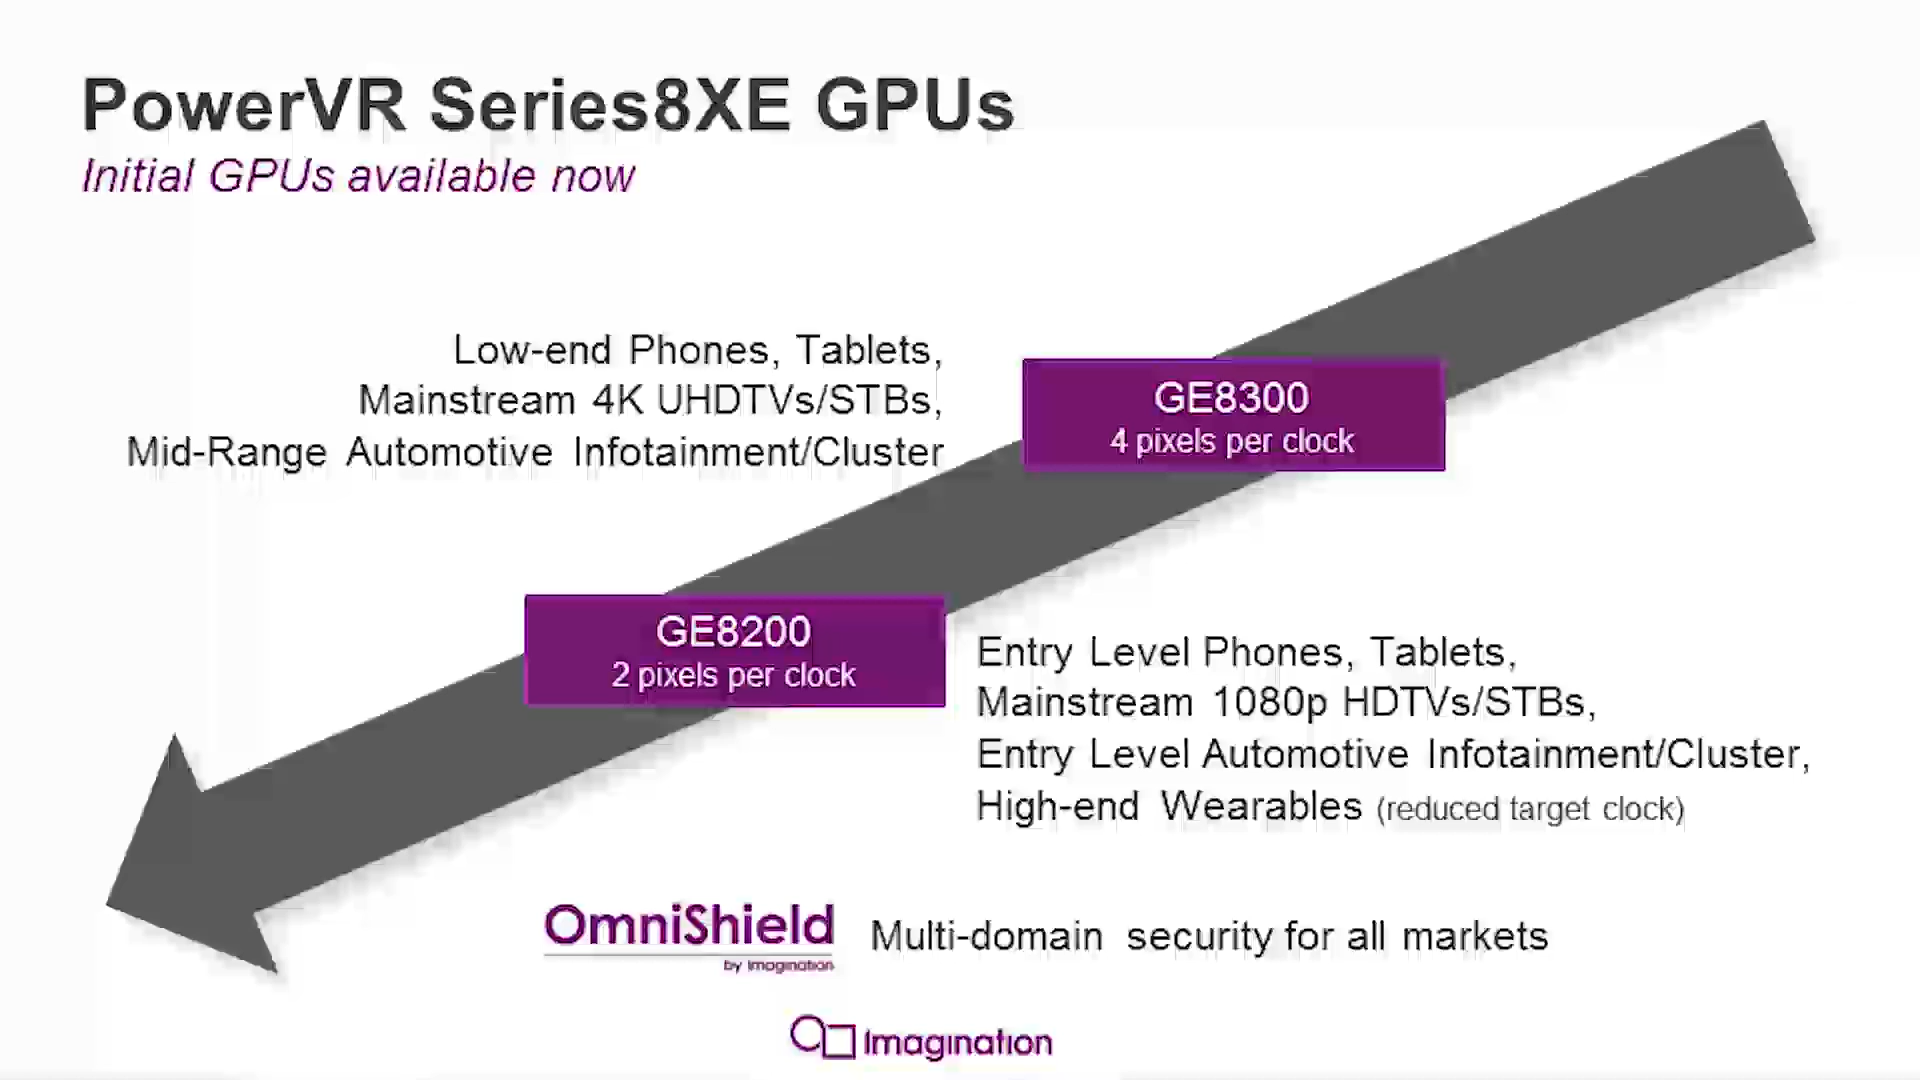 PowerVR Series8XE GPUs
Initial GPUs available now
Low-end Phones, Tablets,
Mainstream 4K UHDTVs/STBs,
Mid-Range Automotive Infotainment/Cluster
GE8300
4 pixels per clock
GE8200
2 pixels per clock
Entry Level Phones, Tablets,
Mainstream 1080p HDTVs/STBs,
Entry Level Automotive Infotainment/Cluster,
High-end Wearables (reduced target clock)
OmniShield
by Imagination
Multi-domain security for all markets
Imagination